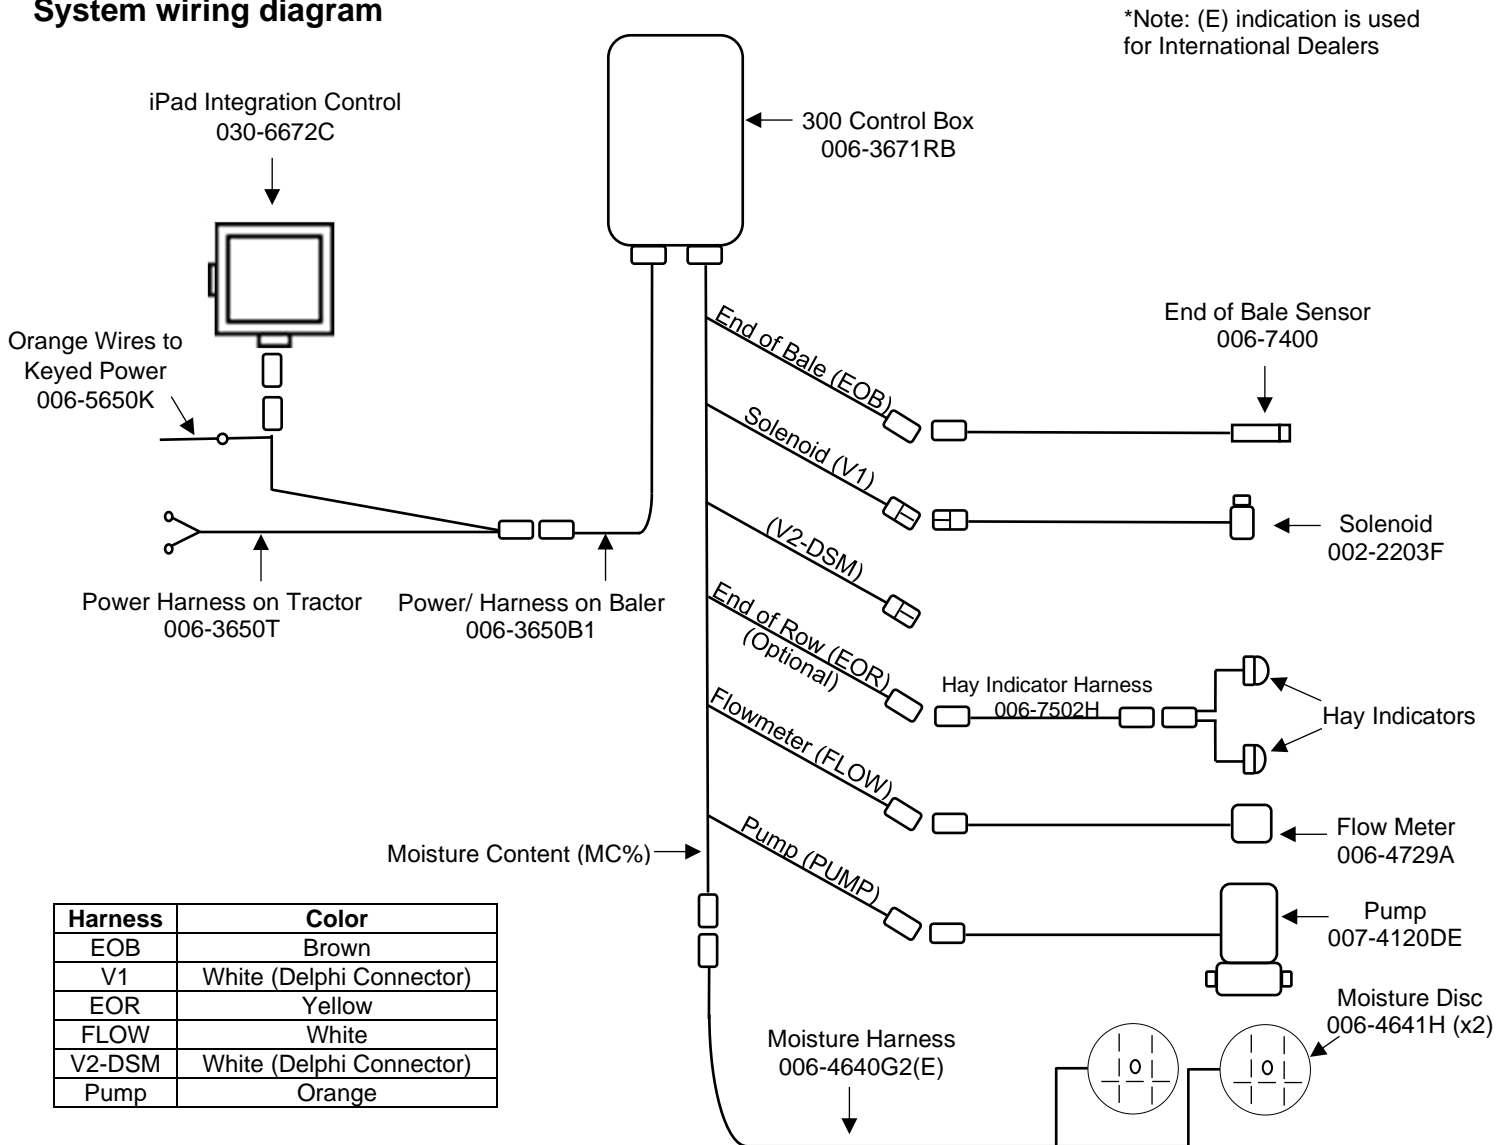 System wiring diagram
*Note: (E) indication is used
for International Dealers
iPad Integration Control
030-6672C
300 Control Box
006-3671RB
Orange Wires to
Keyed Power
006-5650K
End of Bale Sensor
006-7400
End of Bale (EOB)
Solenoid (V1)
Solenoid
002-2203F
(V2-DSM)
Power Harness on Tractor
006-3650T
Power/ Harness on Baler
006-3650B1
End of Row (EOR)
(Optional)
Hay Indicator Harness
006-7502H
Hay Indicators
Flowmeter (FLOW)
Flow Meter
006-4729A
Pump (PUMP)
Moisture Content (MC%)
Pump
007-4120DE
Harness Color
EOB Brown
V1 White (Delphi Connector)
EOR Yellow
FLOW White
V2-DSM White (Delphi Connector)
Pump Orange
Moisture Disc
006-4641H (x2)
Moisture Harness
006-4640G2(E)